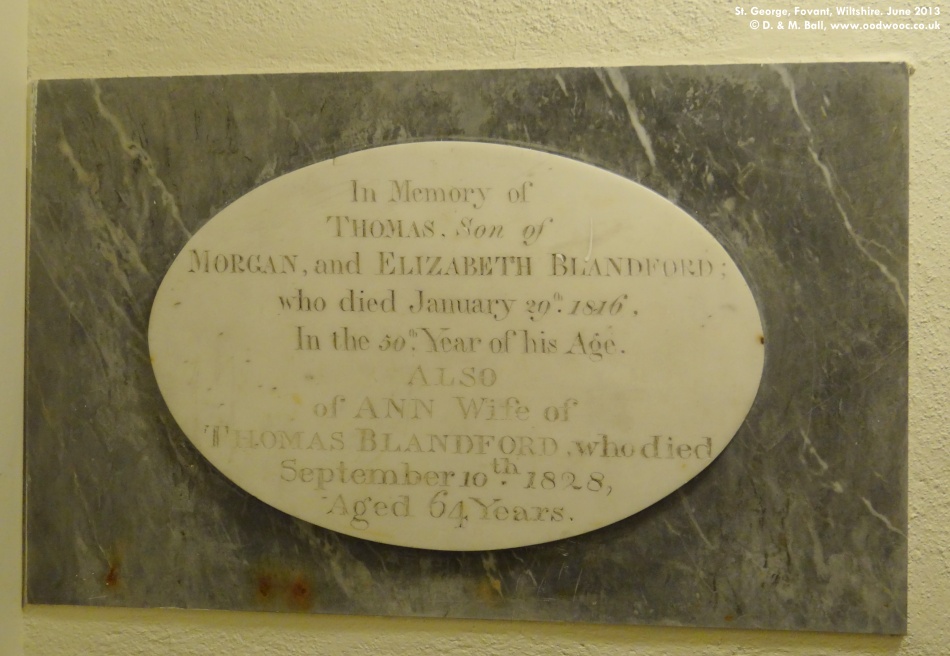 St. George, Fovant, Wiltshire. June 2013
© D. & M. Ball, www.oodwooc.co.uk
In Memory of
THOMAS, Son of
MORGAN, and ELIZABETH BLANDFORD;
who died January 29th. 1816,
In the 50th. Year of his Age.
ALSO
of ANN Wife of
THOMAS BLANDFORD, who died
September 10th. 1828,
Aged 64 Years.